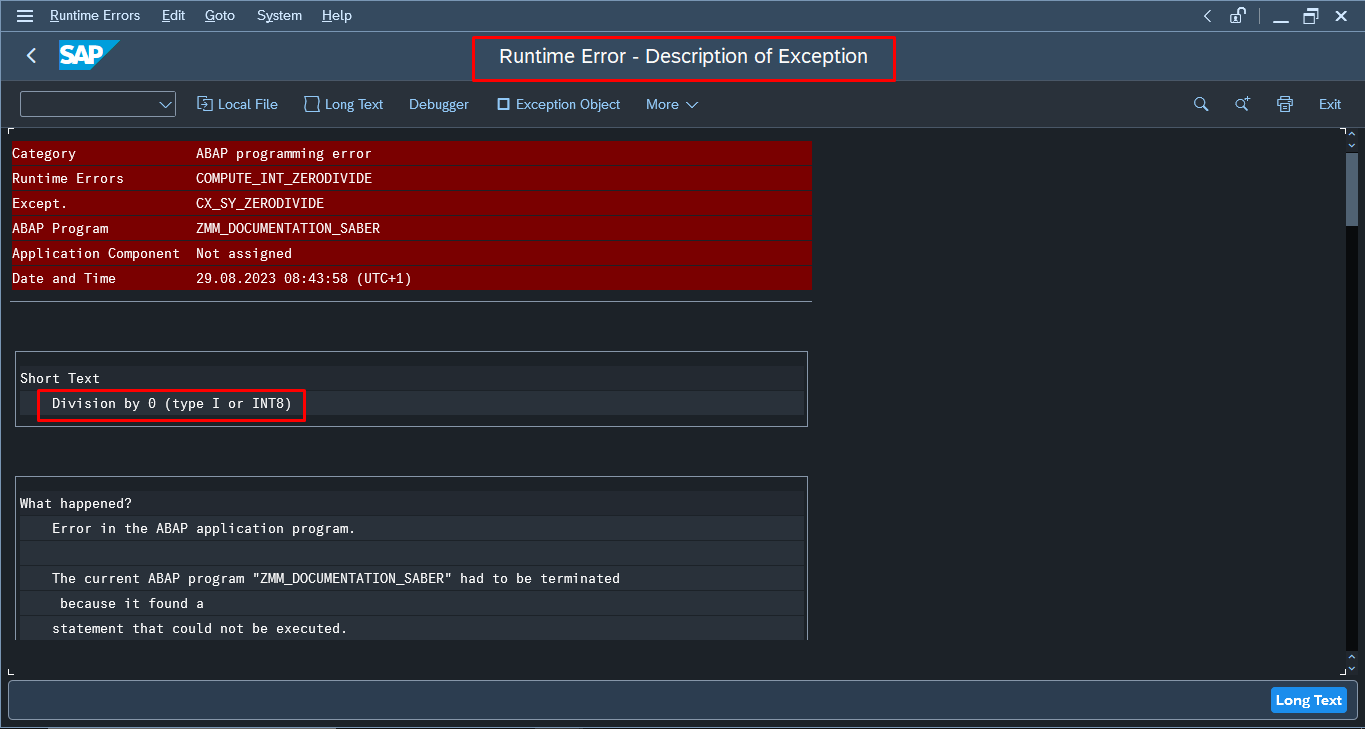 Runtime Errors Edit Goto System Help
SAP Runtime Error - Description of Exception
Local File Long Text Debugger Exception Object More Exit
Category ABAP programming error
Runtime Errors COMPUTE_INT_ZERODIVIDE
Except. CX_SY_ZERODIVIDE
ABAP Program ZMM_DOCUMENTATION_SABER
Application Component Not assigned
Date and Time 29.08.2023 08:43:58 (UTC+1)
Short Text
Division by 0 (type I or INT8)
What happened?
Error in the ABAP application program.
The current ABAP program "ZMM_DOCUMENTATION_SABER" had to be terminated
because it found a
statement that could not be executed.
Long Text